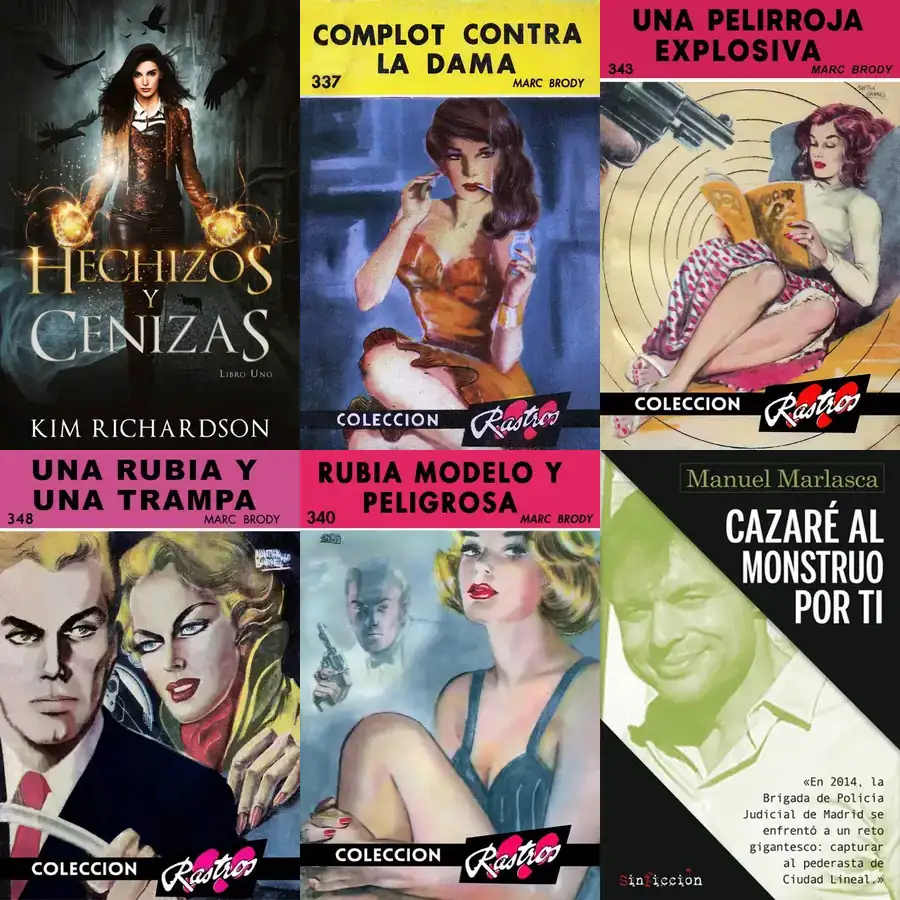 HECHIZOS
Y
CENIZAS
LIBRO UNO
KIM RICHARDSON
COMPLOT CONTRA
LA DAMA
337
MARC BRODY
COLECCION Rastros
UNA PELIRROJA
EXPLOSIVA
343
MARC BRODY
COLECCION Rastros
UNA RUBIA Y
UNA TRAMPA
348
MARC BRODY
COLECCION Rastros
RUBIA MODELO Y
PELIGROSA
340
MARC BRODY
COLECCION Rastros
Manuel Marlasca
CAZARÉ AL
MONSTRUO
POR TI
«En 2014, la
Brigada de Policía
Judicial de Madrid se
enfrentó a un reto
gigantesco: capturar
al pederasta de
Ciudad Lineal.»
sinficción